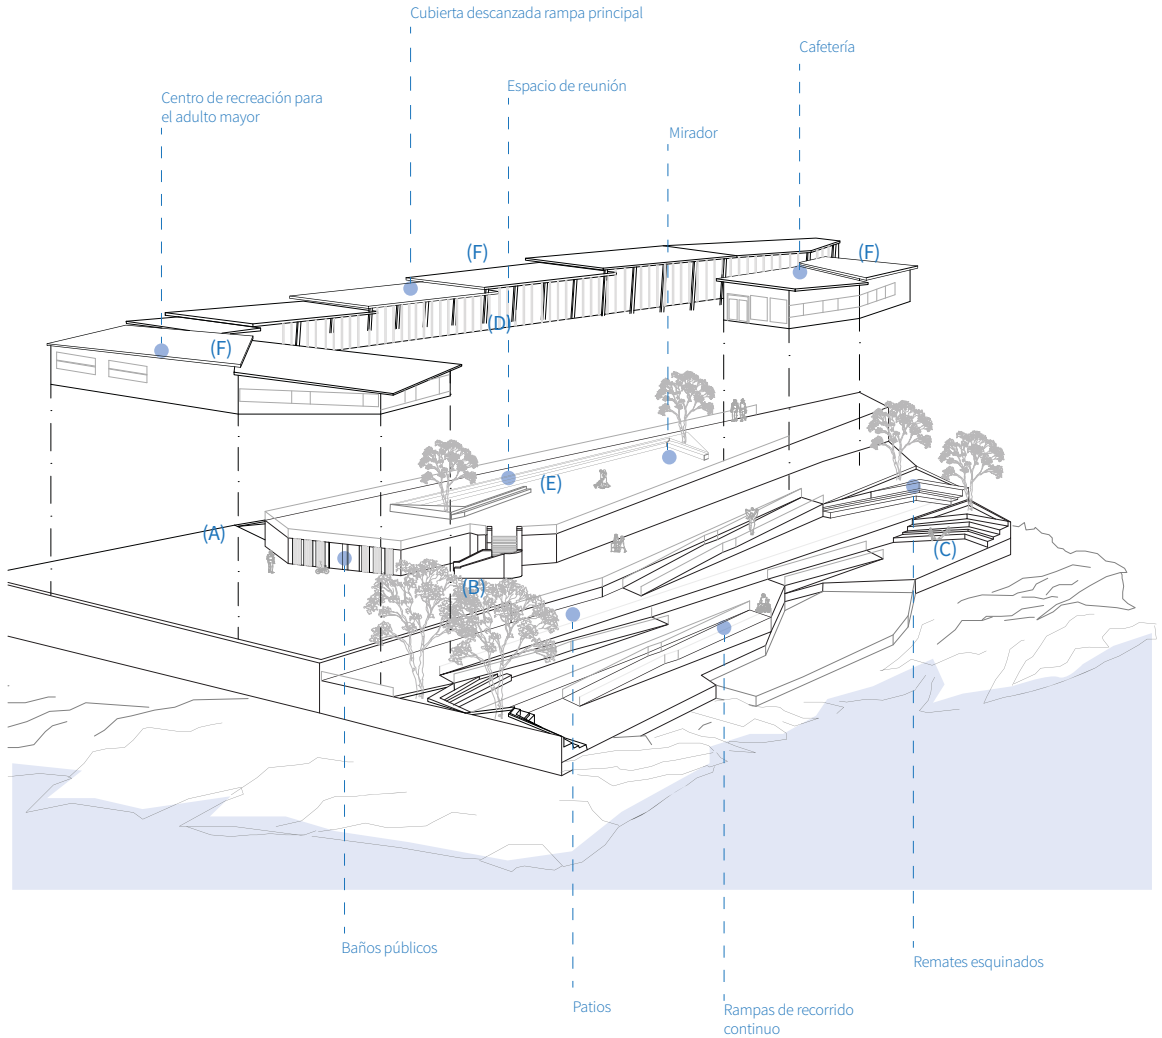 Cubierta descanzada rampa principal
Cafetería
Espacio de reunión
Centro de recreación para
el adulto mayor
Mirador
(F)
(F)
(D)
(F)
(E)
(A)
(C)
(B)
Baños públicos
Remates esquinados
Patios
Rampas de recorrido
continuo